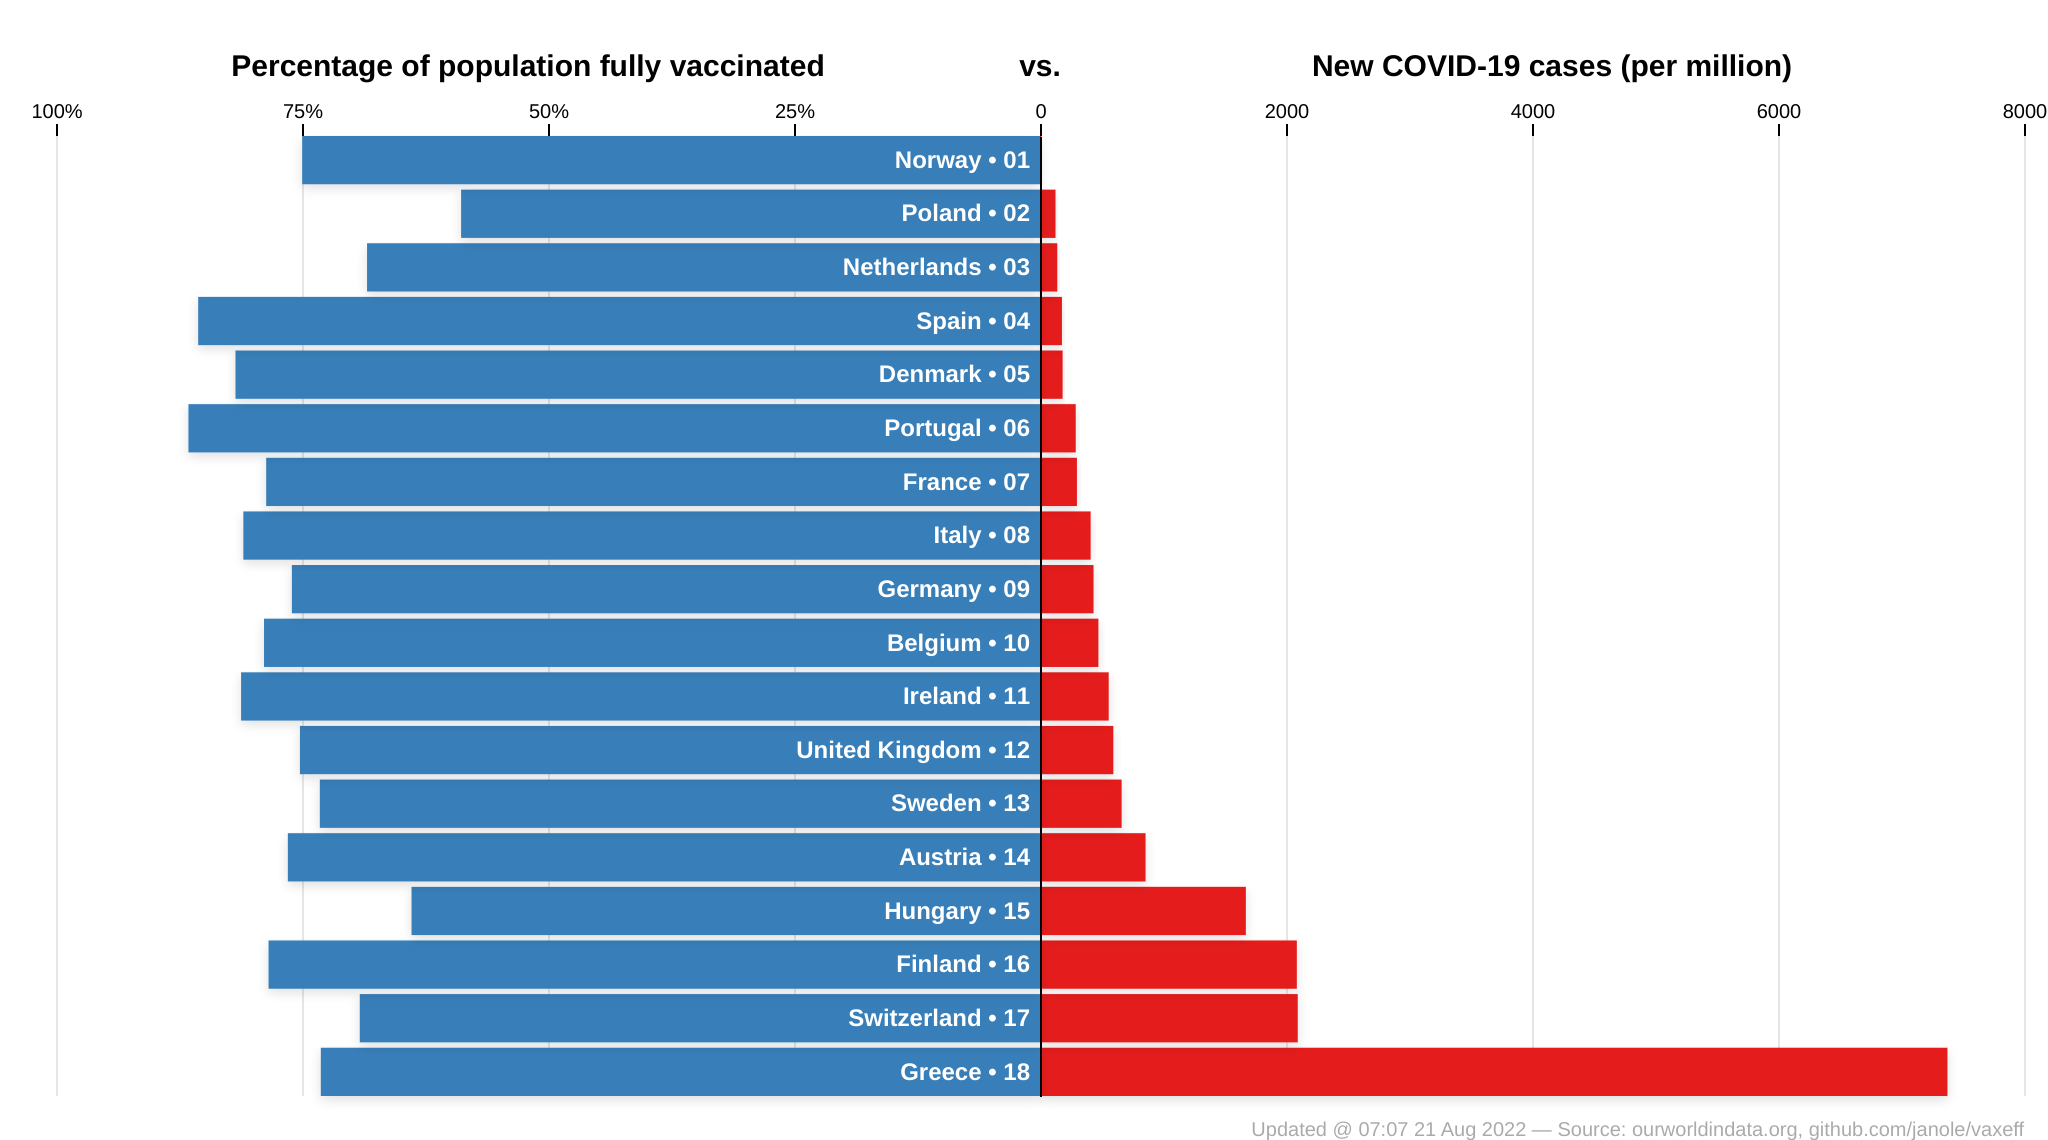 Percentage of population fully vaccinated vs. New COVID-19 cases (per million)
100% 75% 50% 25% 0 2000 4000 6000 8000
Norway • 01
Poland • 02
Netherlands • 03
Spain • 04
Denmark • 05
Portugal • 06
France • 07
Italy • 08
Germany • 09
Belgium • 10
Ireland • 11
United Kingdom • 12
Sweden • 13
Austria • 14
Hungary • 15
Finland • 16
Switzerland • 17
Greece • 18
Updated @ 07:07 21 Aug 2022 — Source: ourworldindata.org, github.com/janole/vaxeff